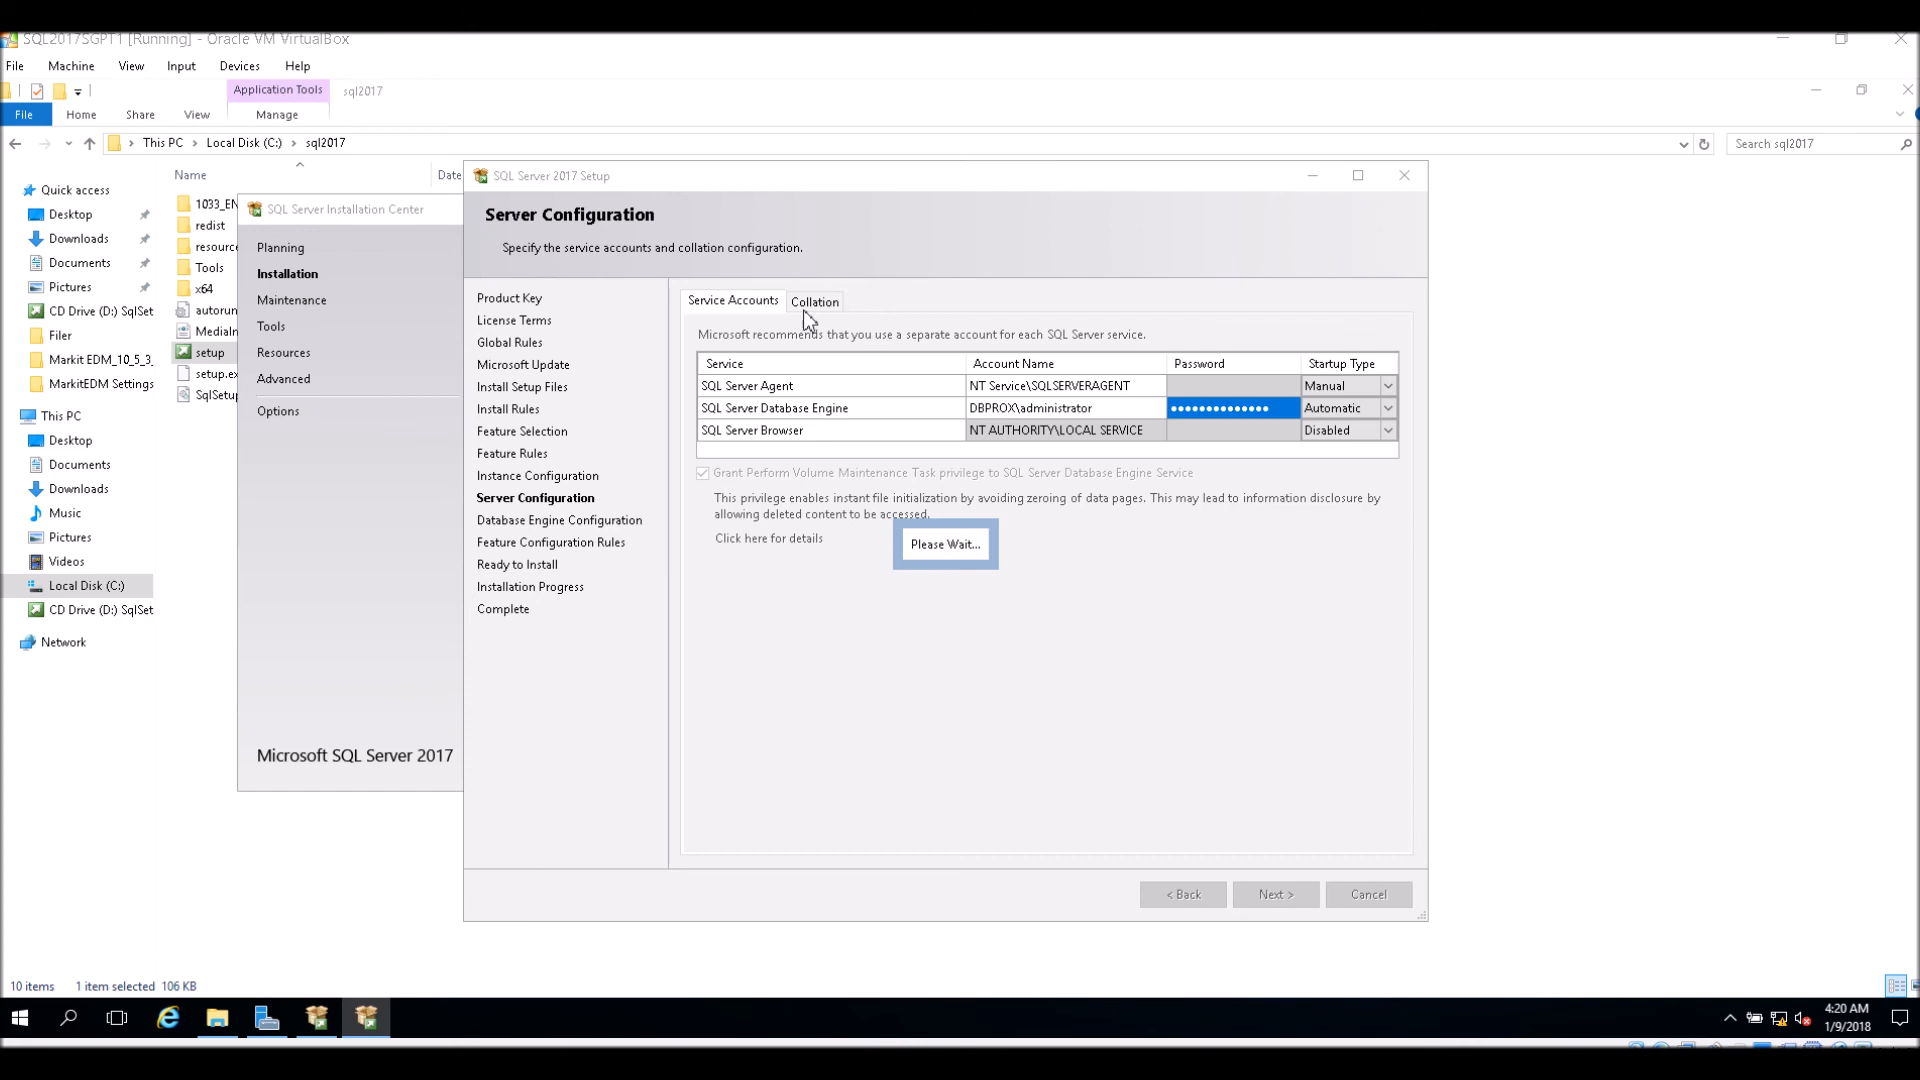 SQL2017SGPT1 [Running] - Oracle VM VirtualBox
File Machine View Input Devices Help
Application Tools sql2017
File Home Share View Manage
This PC > Local Disk (C:) > sql2017
Search sql2017
Quick access
Desktop
Downloads
Documents
Pictures
CD Drive (D:) SqlSet
Filer
Markit EDM_10_5_3_
MarkitEDM Settings
This PC
Desktop
Documents
Downloads
Music
Pictures
Videos
Local Disk (C:)
CD Drive (D:) SqlSet
Network
Name Date
1033_EN
redist
resourc
Tools
x64
autorun
MediaIn
setup
setup.ex
SqlSetup
SQL Server Installation Center
Planning
Installation
Maintenance
Tools
Resources
Advanced
Options
Microsoft SQL Server 2017
SQL Server 2017 Setup
Server Configuration
Specify the service accounts and collation configuration.
Product Key
License Terms
Global Rules
Microsoft Update
Install Setup Files
Install Rules
Feature Selection
Feature Rules
Instance Configuration
Server Configuration
Database Engine Configuration
Feature Configuration Rules
Ready to Install
Installation Progress
Complete
Service Accounts Collation
Microsoft recommends that you use a separate account for each SQL Server service.
Service Account Name Password Startup Type
SQL Server Agent NT Service\SQLSERVERAGENT Manual
SQL Server Database Engine DBPROX\administrator ●●●●●●●●●●●●●● Automatic
SQL Server Browser NT AUTHORITY\LOCAL SERVICE Disabled
Grant Perform Volume Maintenance Task privilege to SQL Server Database Engine Service
This privilege enables instant file initialization by avoiding zeroing of data pages. This may lead to information disclosure by
allowing deleted content to be accessed.
Click here for details
Please Wait...
< Back Next > Cancel
10 items 1 item selected 106 KB
4:20 AM
1/9/2018